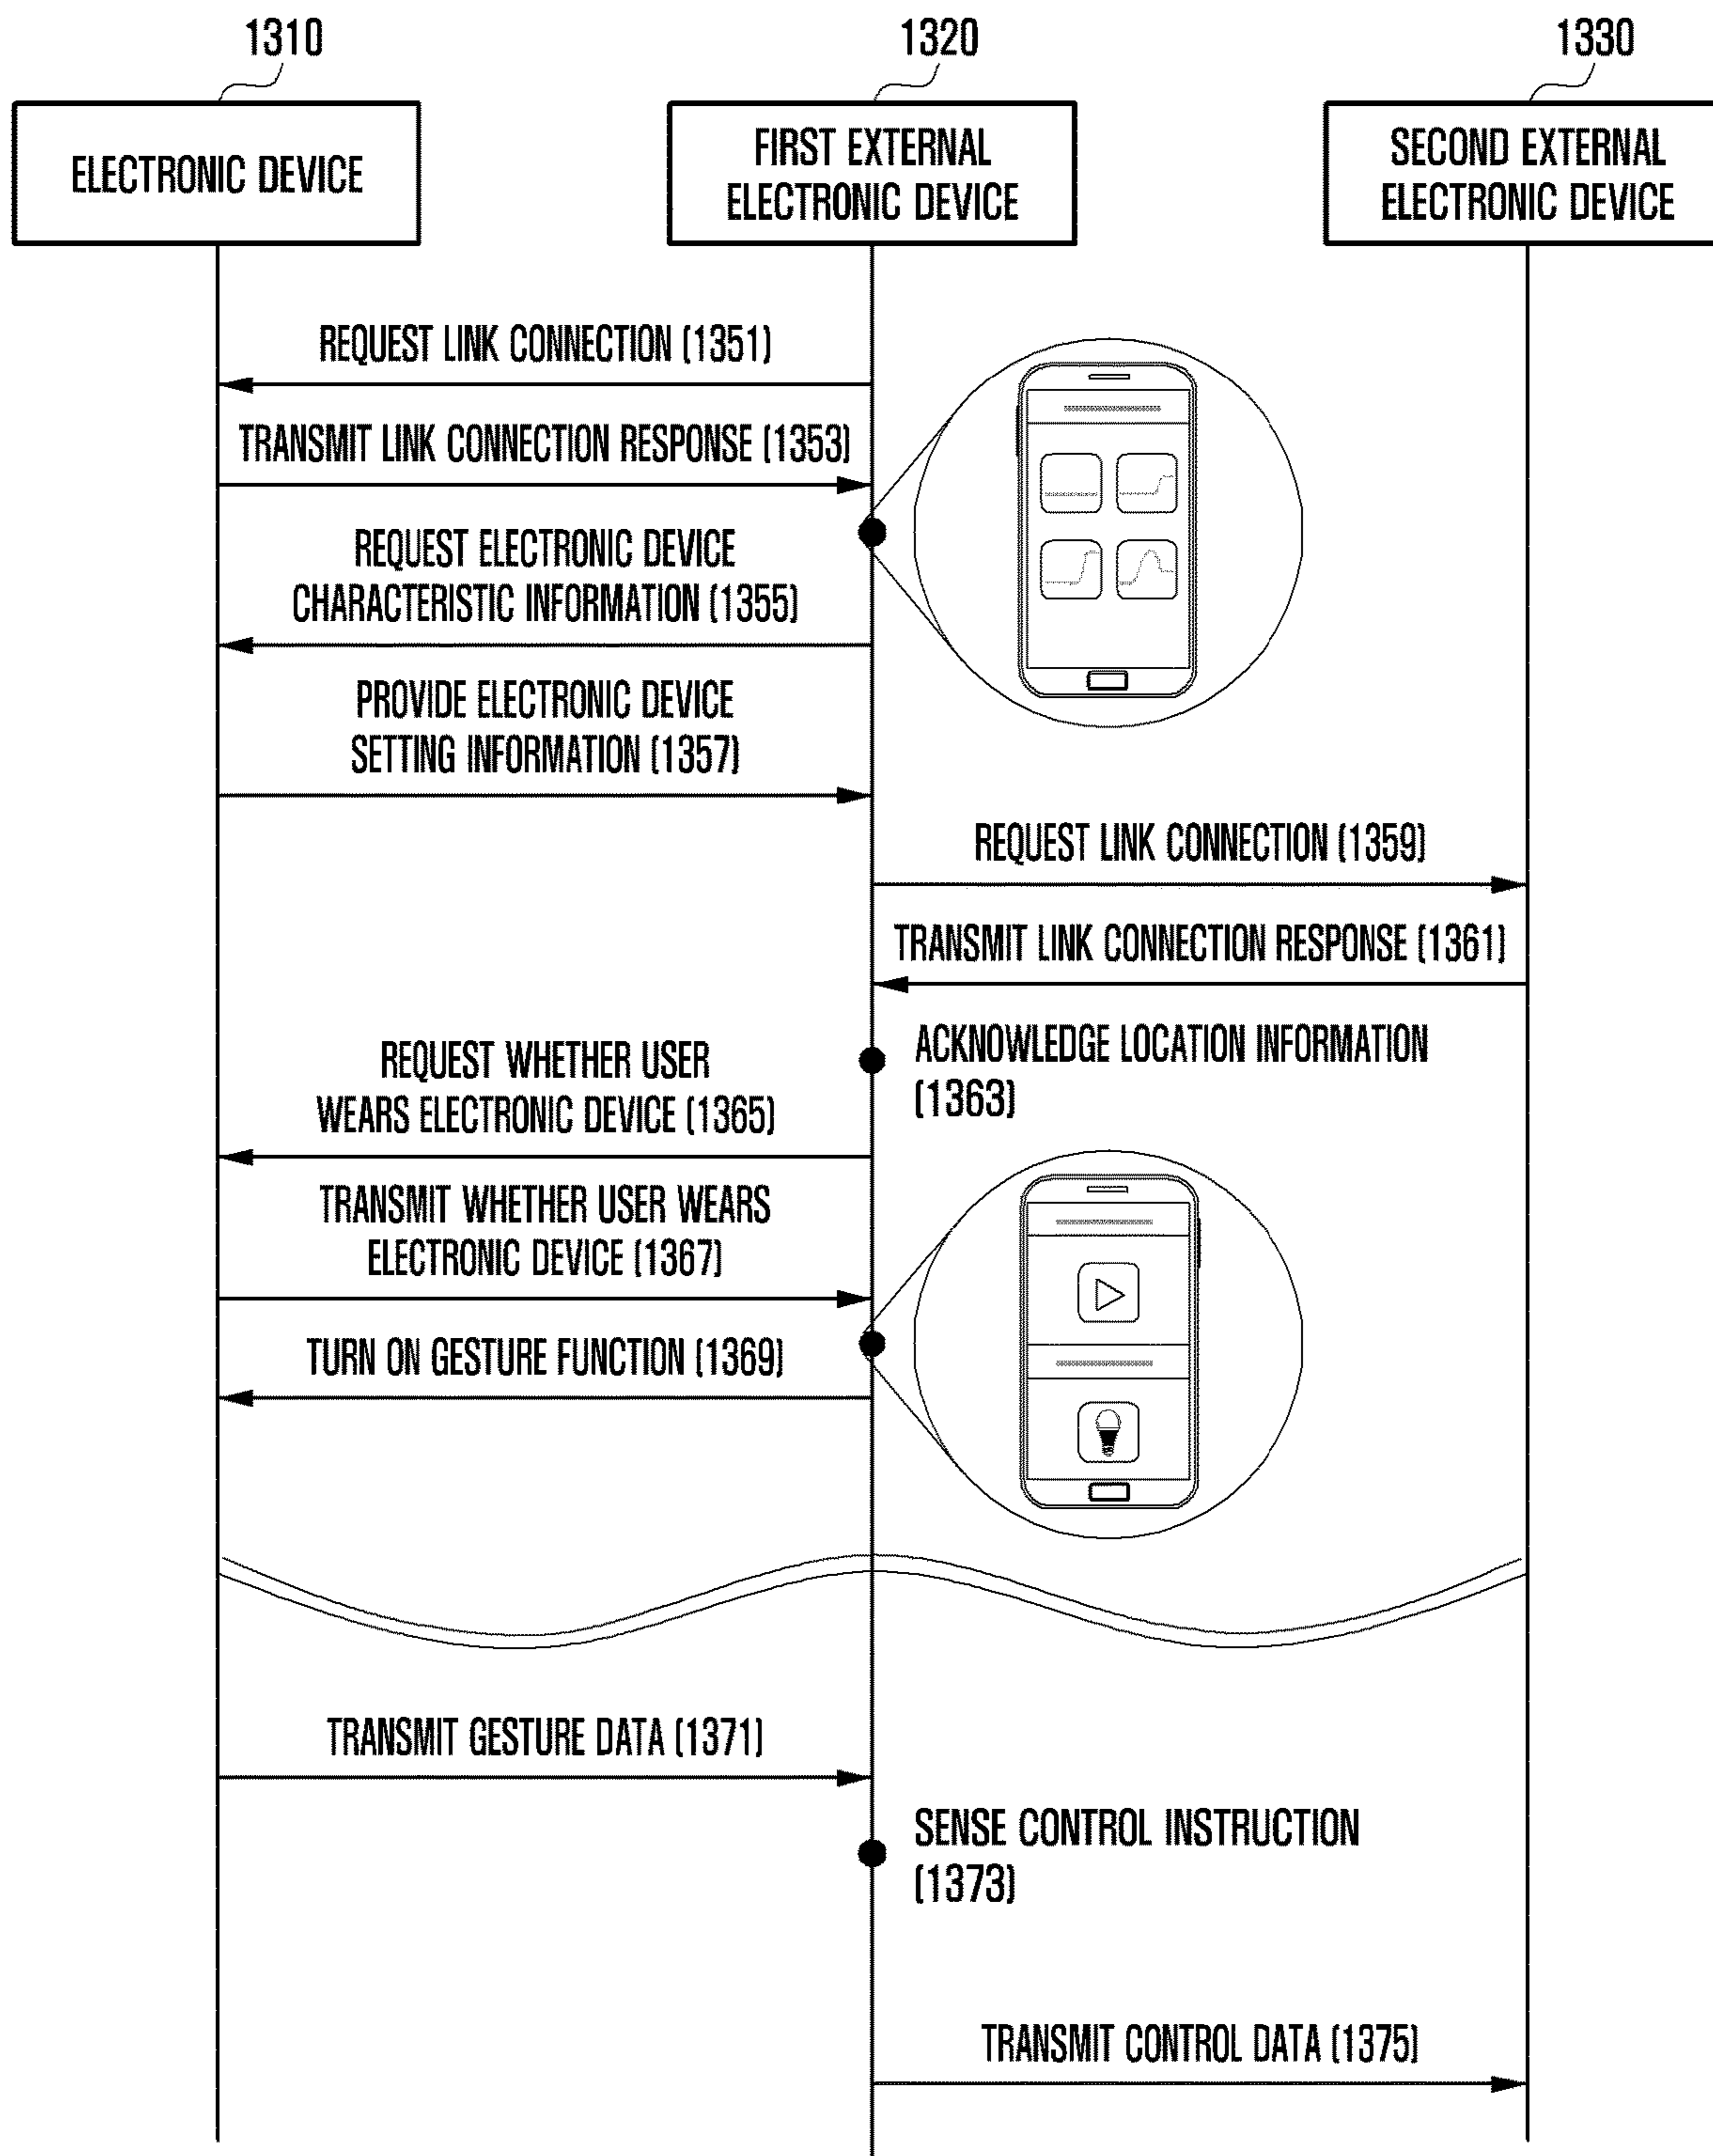 1310
1320
1330
ELECTRONIC DEVICE
FIRST EXTERNAL
ELECTRONIC DEVICE
SECOND EXTERNAL
ELECTRONIC DEVICE
REQUEST LINK CONNECTION (1351)
TRANSMIT LINK CONNECTION RESPONSE (1353)
REQUEST ELECTRONIC DEVICE
CHARACTERISTIC INFORMATION (1355)
PROVIDE ELECTRONIC DEVICE
SETTING INFORMATION (1357)
REQUEST LINK CONNECTION (1359)
TRANSMIT LINK CONNECTION RESPONSE (1361)
ACKNOWLEDGE LOCATION INFORMATION
(1363)
REQUEST WHETHER USER
WEARS ELECTRONIC DEVICE (1365)
TRANSMIT WHETHER USER WEARS
ELECTRONIC DEVICE (1367)
TURN ON GESTURE FUNCTION (1369)
TRANSMIT GESTURE DATA (1371)
SENSE CONTROL INSTRUCTION
(1373)
TRANSMIT CONTROL DATA (1375)